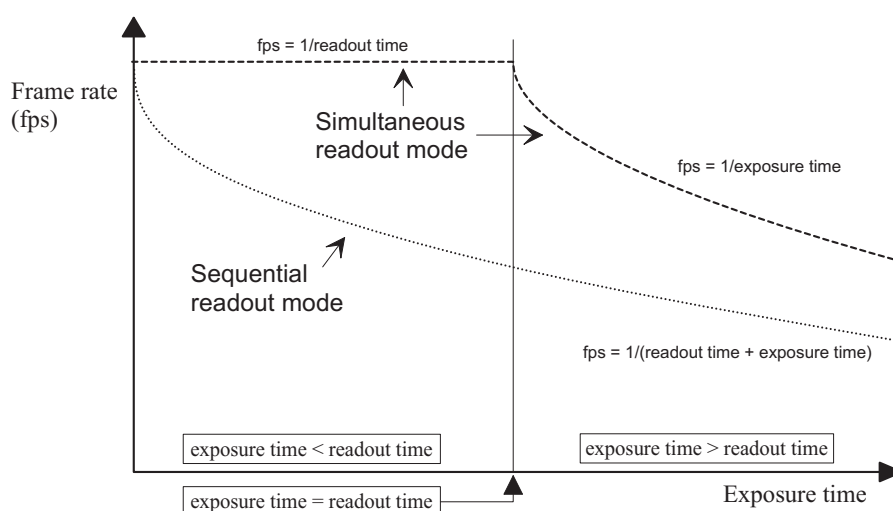 fps = 1/readout time
Frame rate
(fps)
Simultaneous
readout mode
fps = 1/exposure time
Sequential
readout mode
fps = 1/(readout time + exposure time)
exposure time < readout time
exposure time > readout time
exposure time = readout time
Exposure time